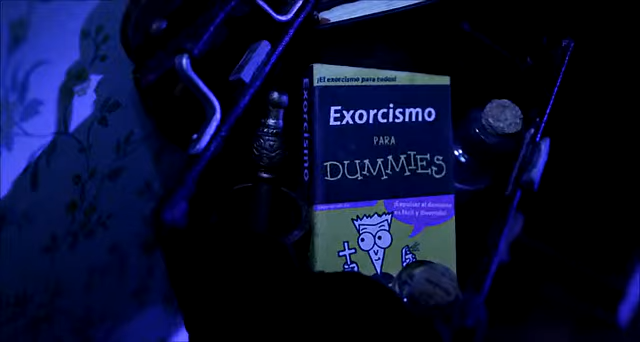 ¡El exorcismo para todos!
Exorcismo
PARA
DUMMIES
Exorcismo
¡Expulsar al demonio
es fácil y divertido!